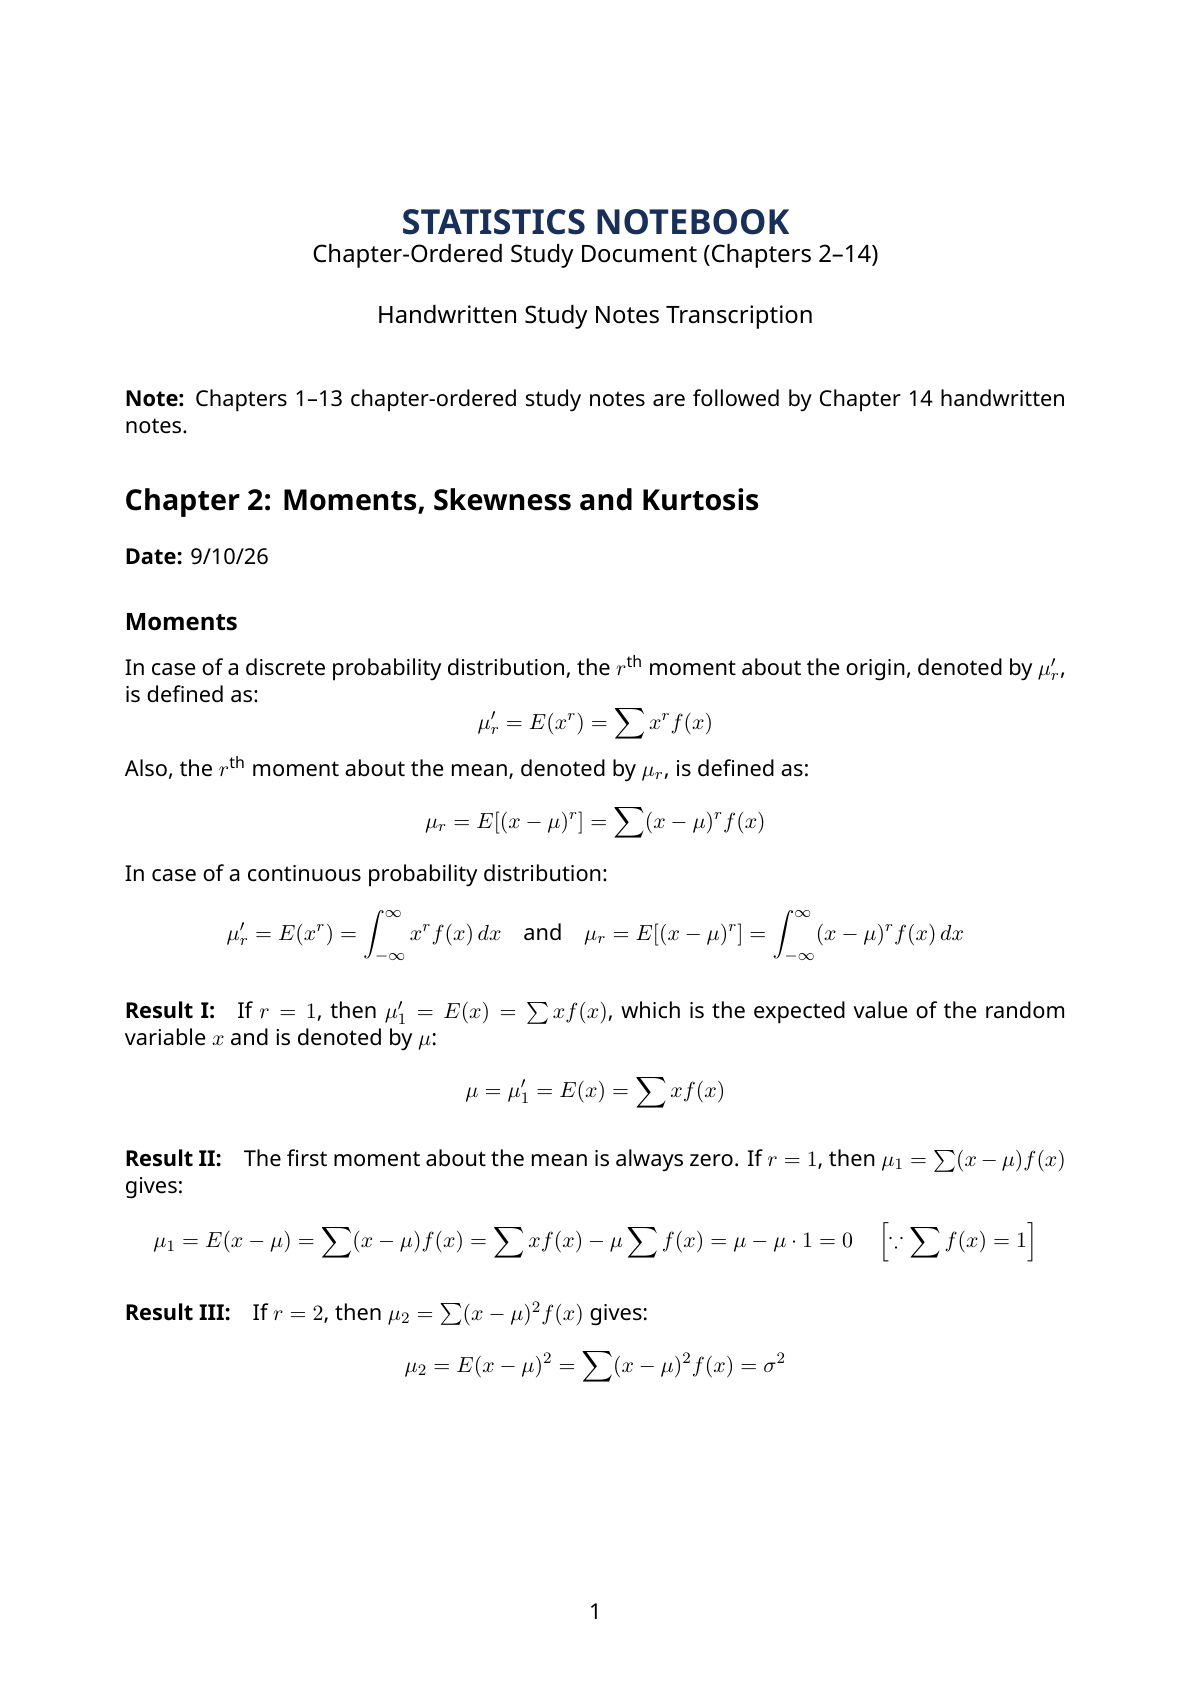 STATISTICS NOTEBOOK
Chapter-Ordered Study Document (Chapters 2–14)
Handwritten Study Notes Transcription
Note: Chapters 1–13 chapter-ordered study notes are followed by Chapter 14 handwritten
notes.
Chapter 2: Moments, Skewness and Kurtosis
Date: 9/10/26
Moments
In case of a discrete probability distribution, the r^th moment about the origin, denoted by μ′_r,
is defined as:
μ′_r = E(x^r) = ∑ x^r f(x)
Also, the r^th moment about the mean, denoted by μ_r, is defined as:
μ_r = E[(x − μ)^r] = ∑(x − μ)^r f(x)
In case of a continuous probability distribution:
μ′_r = E(x^r) = ∫_{−∞}^{∞} x^r f(x) dx and μ_r = E[(x − μ)^r] = ∫_{−∞}^{∞} (x − μ)^r f(x) dx
Result I: If r = 1, then μ′_1 = E(x) = ∑ xf(x), which is the expected value of the random
variable x and is denoted by μ:
μ = μ′_1 = E(x) = ∑ xf(x)
Result II: The first moment about the mean is always zero. If r = 1, then μ_1 = ∑(x − μ)f(x)
gives:
μ_1 = E(x − μ) = ∑(x − μ)f(x) = ∑ xf(x) − μ ∑ f(x) = μ − μ · 1 = 0 [∵ ∑ f(x) = 1]
Result III: If r = 2, then μ_2 = ∑(x − μ)²f(x) gives:
μ_2 = E(x − μ)² = ∑(x − μ)²f(x) = σ²
1